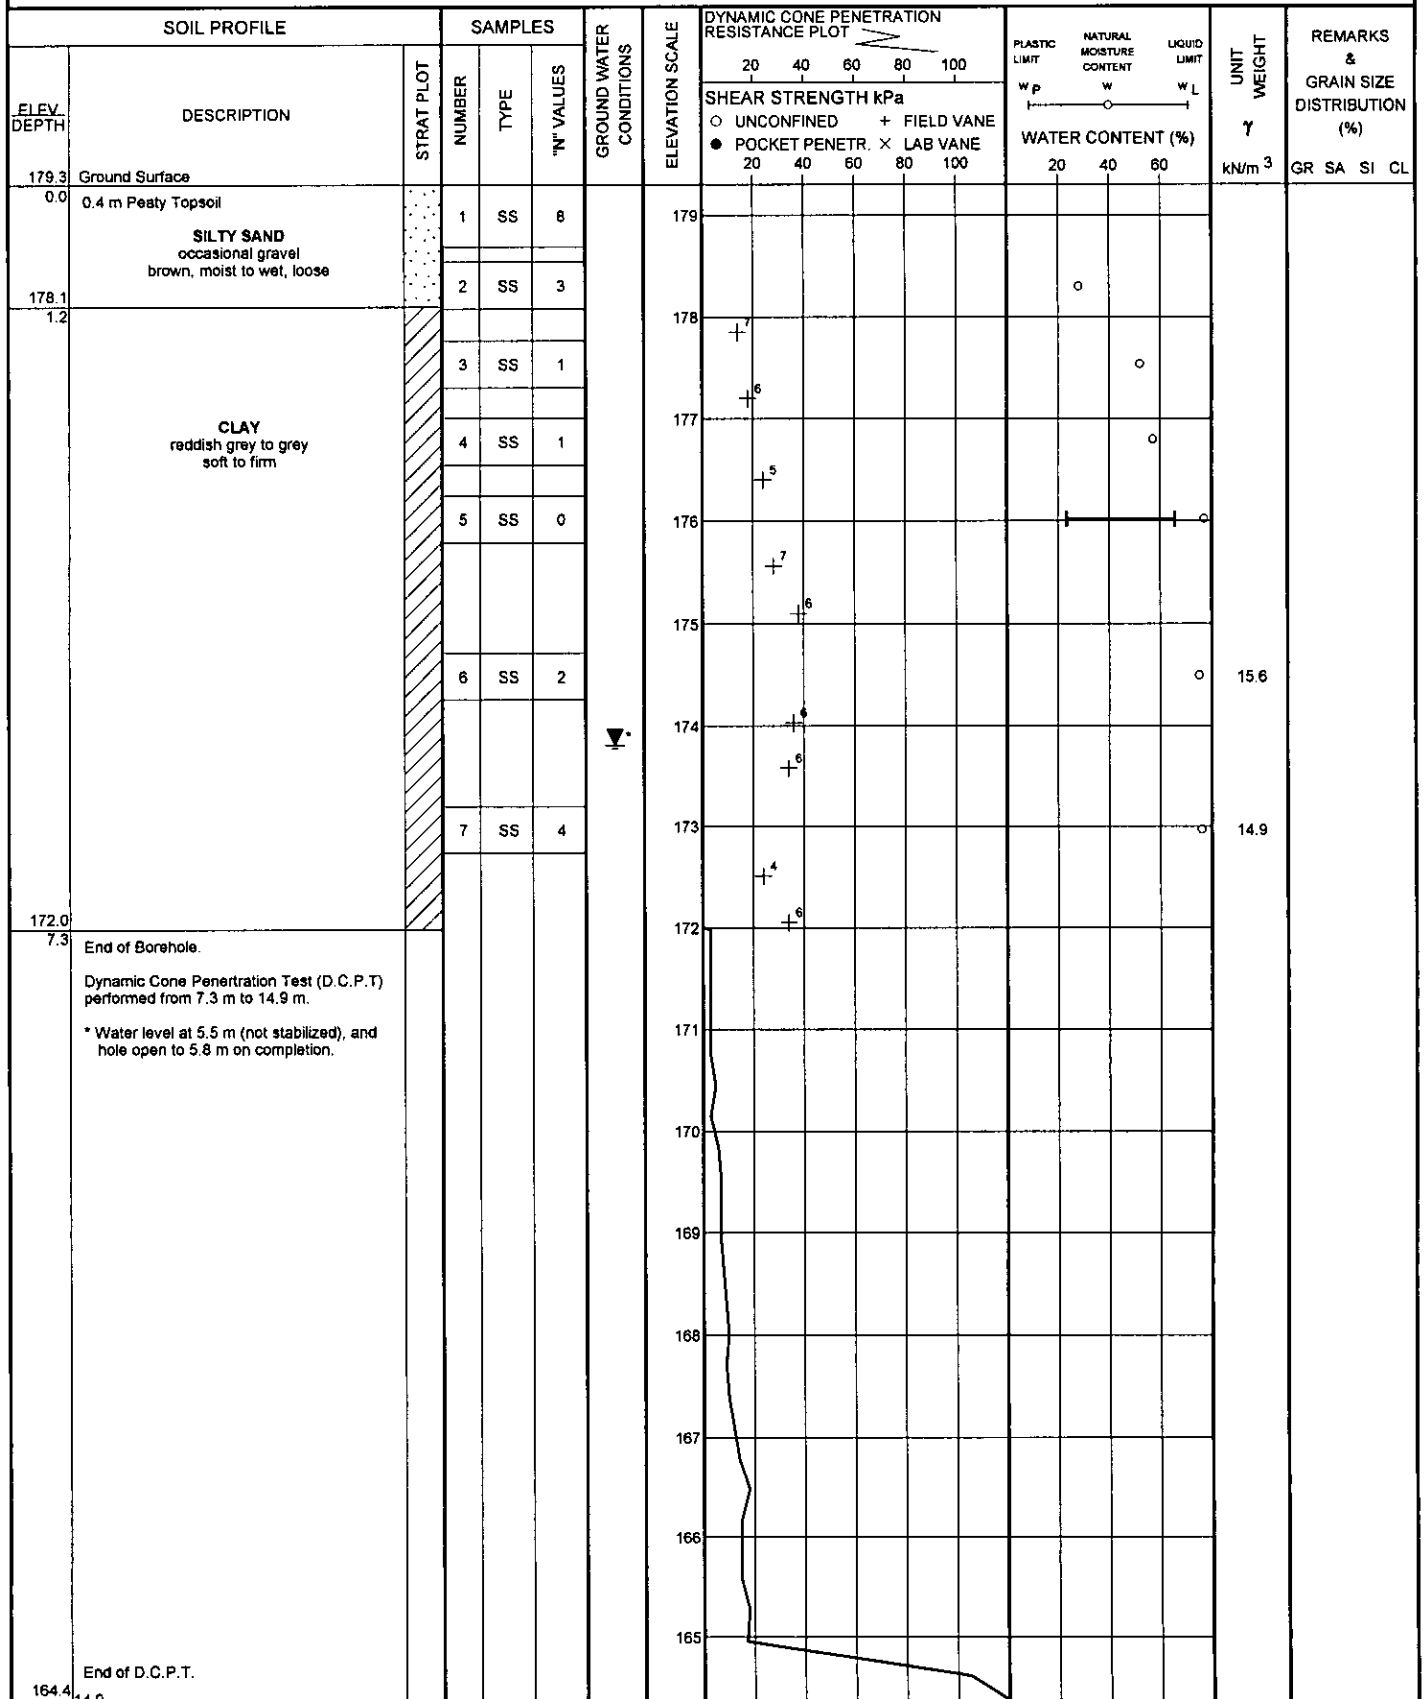 SOIL PROFILE
SAMPLES
GROUND WATER
CONDITIONS
ELEVATION SCALE
DYNAMIC CONE PENETRATION
RESISTANCE PLOT
20 40 60 80 100
SHEAR STRENGTH kPa
○ UNCONFINED + FIELD VANE
● POCKET PENETR. × LAB VANE
20 40 60 80 100
PLASTIC LIMIT
NATURAL MOISTURE CONTENT
LIQUID LIMIT
W P W W L
WATER CONTENT (%)
20 40 60
UNIT WEIGHT
γ
kN/m 3
REMARKS
&
GRAIN SIZE
DISTRIBUTION
(%)
GR SA SI CL
ELEV
DEPTH
DESCRIPTION
STRAT PLOT
NUMBER
TYPE
"N" VALUES
179.3 Ground Surface
0.0 0.4 m Peaty Topsoil
SILTY SAND
occasional gravel
brown, moist to wet, loose
1 SS 8
2 SS 3
178.1
1.2
3 SS 1
CLAY
reddish grey to grey
soft to firm
4 SS 1
5 SS 0
6 SS 2
*
7 SS 4
172.0
7.3
End of Borehole.
Dynamic Cone Penertration Test (D.C.P.T)
performed from 7.3 m to 14.9 m.
* Water level at 5.5 m (not stabilized), and
hole open to 5.8 m on completion.
End of D.C.P.T.
164.4
179
178
7
6
177
5
176
7
6
175
15.6
6
174
6
173
14.9
4
6
172
171
170
169
168
167
166
165